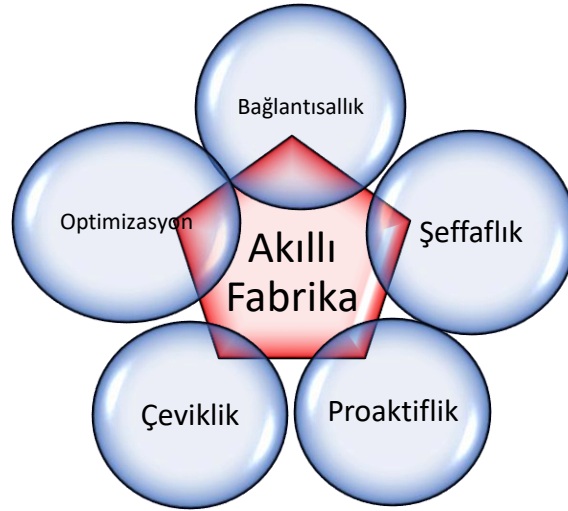 Bağlantısallık
Optimizasyon
Şeffaflık
Akıllı
Fabrika
Çeviklik
Proaktiflik